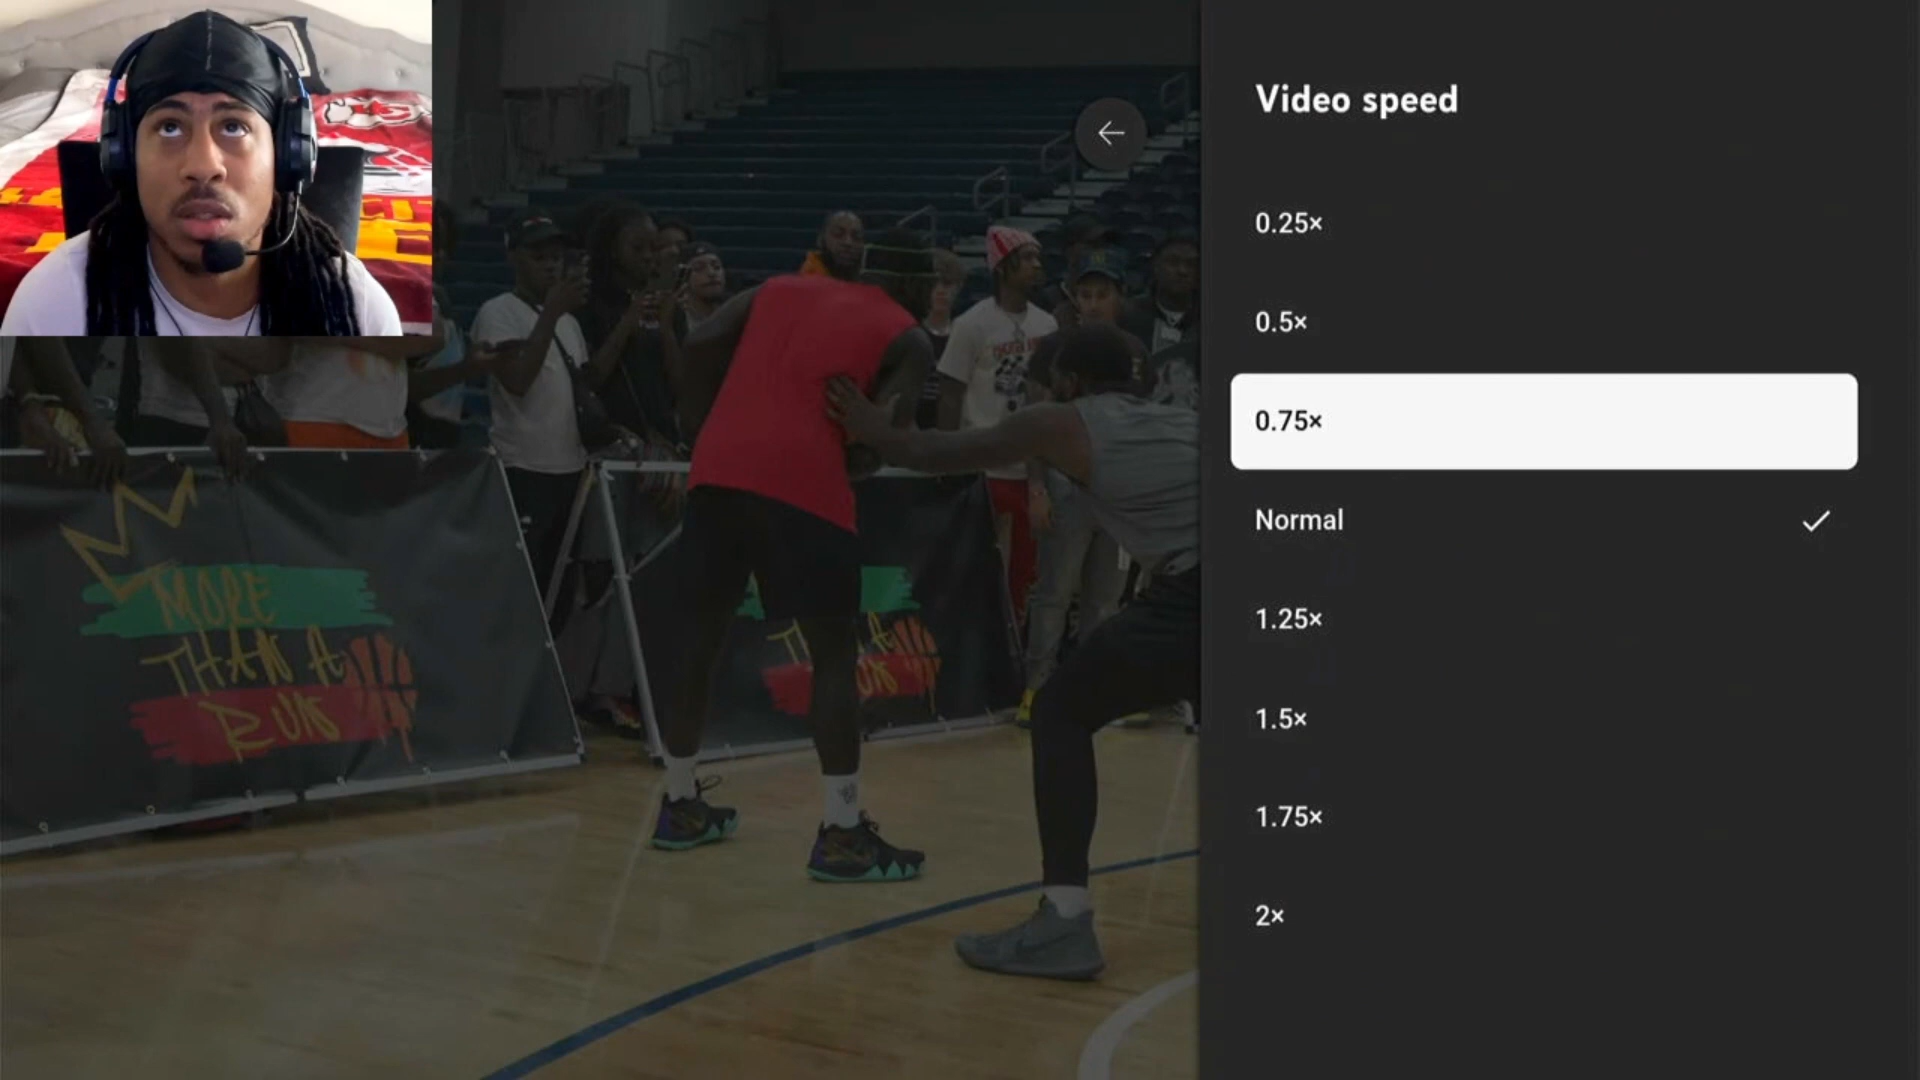 Video speed
0.25×
0.5×
0.75×
Normal
1.25×
1.5×
1.75×
2×
MORE
THAN A
RUN